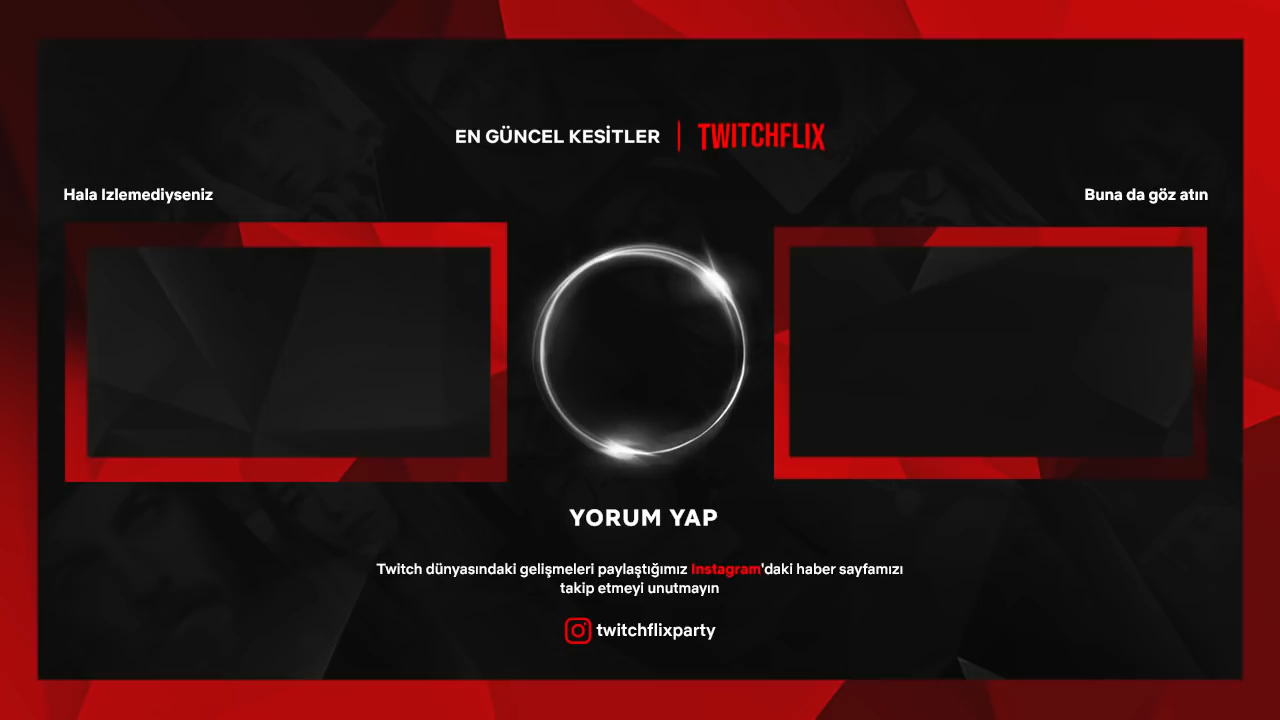 EN GÜNCEL KESİTLER | TWITCHFLIX
Hala Izlemediyseniz
Buna da göz atın
YORUM YAP
Twitch dünyasındaki gelişmeleri paylaştığımız Instagram'daki haber sayfamızı
takip etmeyi unutmayın
twitchflixparty